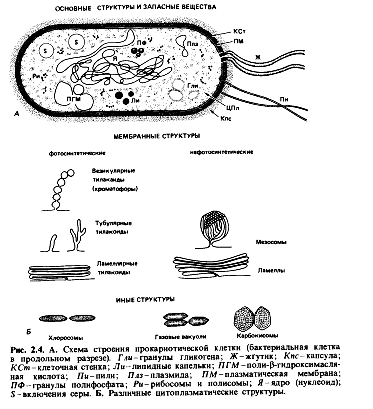 ОСНОВНЫЕ СТРУКТУРЫ И ЗАПАСНЫЕ ВЕЩЕСТВА
КСт
ПМ
S
S
Пф
Плз
Ж
Я
Ри
Гли
Пи
ПГМ
Ли
ЦПл
Кпс
А
МЕМБРАННЫЕ СТРУКТУРЫ
фотосинтетические
нефотосинтетические
Везикулярные
тилакоиды
(хроматофоры)
Тубулярные
тилакоиды
Мезосомы
Ламеллярные
тилакоиды
Ламеллы
ИНЫЕ СТРУКТУРЫ
Б
Хлоросомы
Газовые вакуоли
Карбоксисомы
Рис. 2.4. А. Схема строения прокариотической клетки (бактериальная клетка
в продольном разрезе). Гли–гранулы гликогена; Ж–жгутик; Кпс–капсула;
КСт–клеточная стенка; Ли–липидные капельки; ПГМ–поли-β-гидроксимасля-
ная кислота; Пи–пили; Плз–плазмида; ПМ–плазматическая мембрана;
ПФ–гранулы полифосфата; Ри–рибосомы и полисомы; Я–ядро (нуклеоид);
S–включения серы. Б. Различные цитоплазматические структуры.